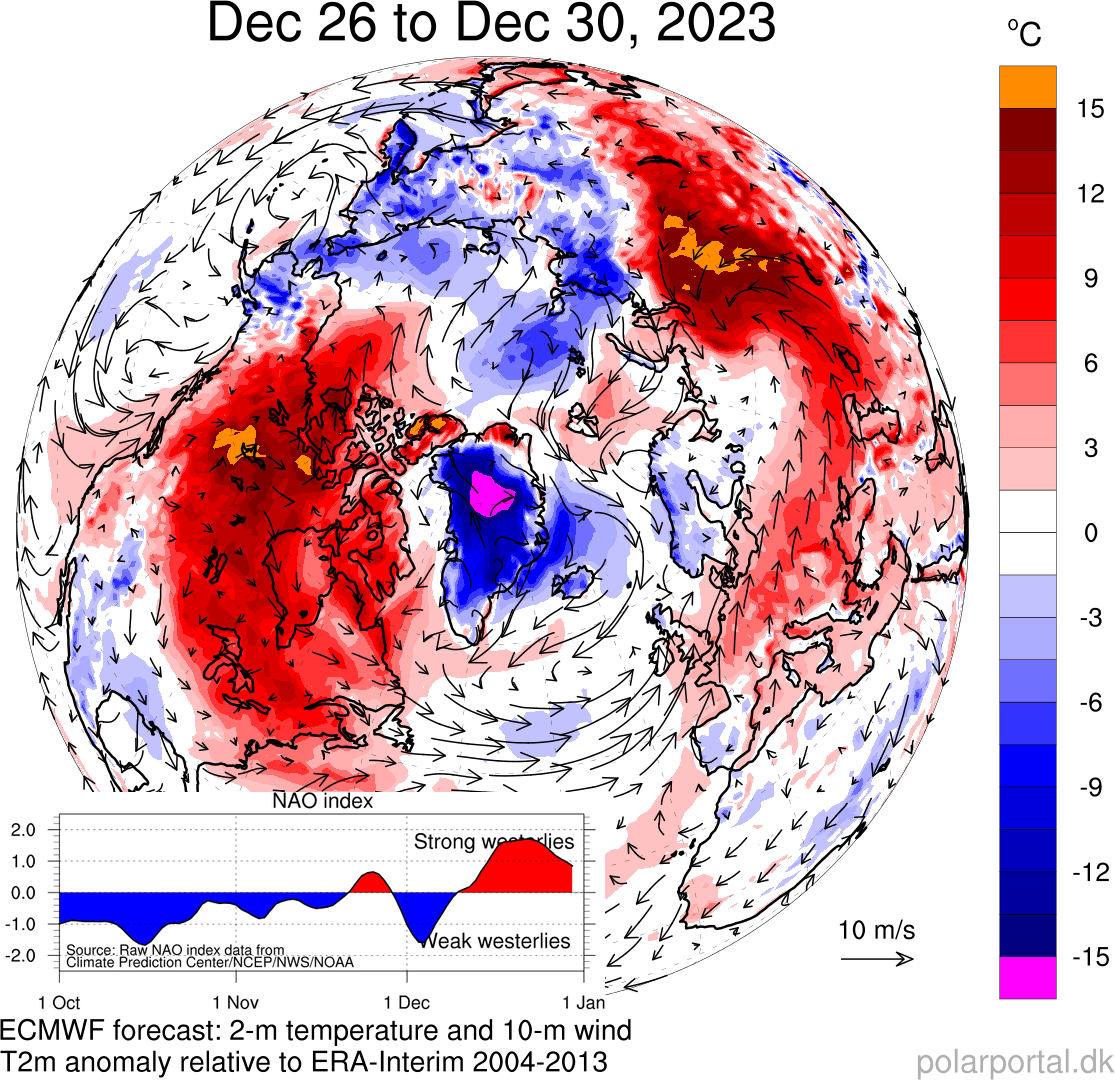 Dec 26 to Dec 30, 2023
°C
15
12
9
6
3
0
-3
-6
-9
-12
-15
10 m/s
NAO index
2.0
1.0
0.0
-1.0
-2.0
Strong westerlies
Weak westerlies
Source: Raw NAO index data from
Climate Prediction Center/NCEP/NWS/NOAA
1 Oct
1 Nov
1 Dec
1 Jan
ECMWF forecast: 2-m temperature and 10-m wind
T2m anomaly relative to ERA-Interim 2004-2013
polarportal.dk